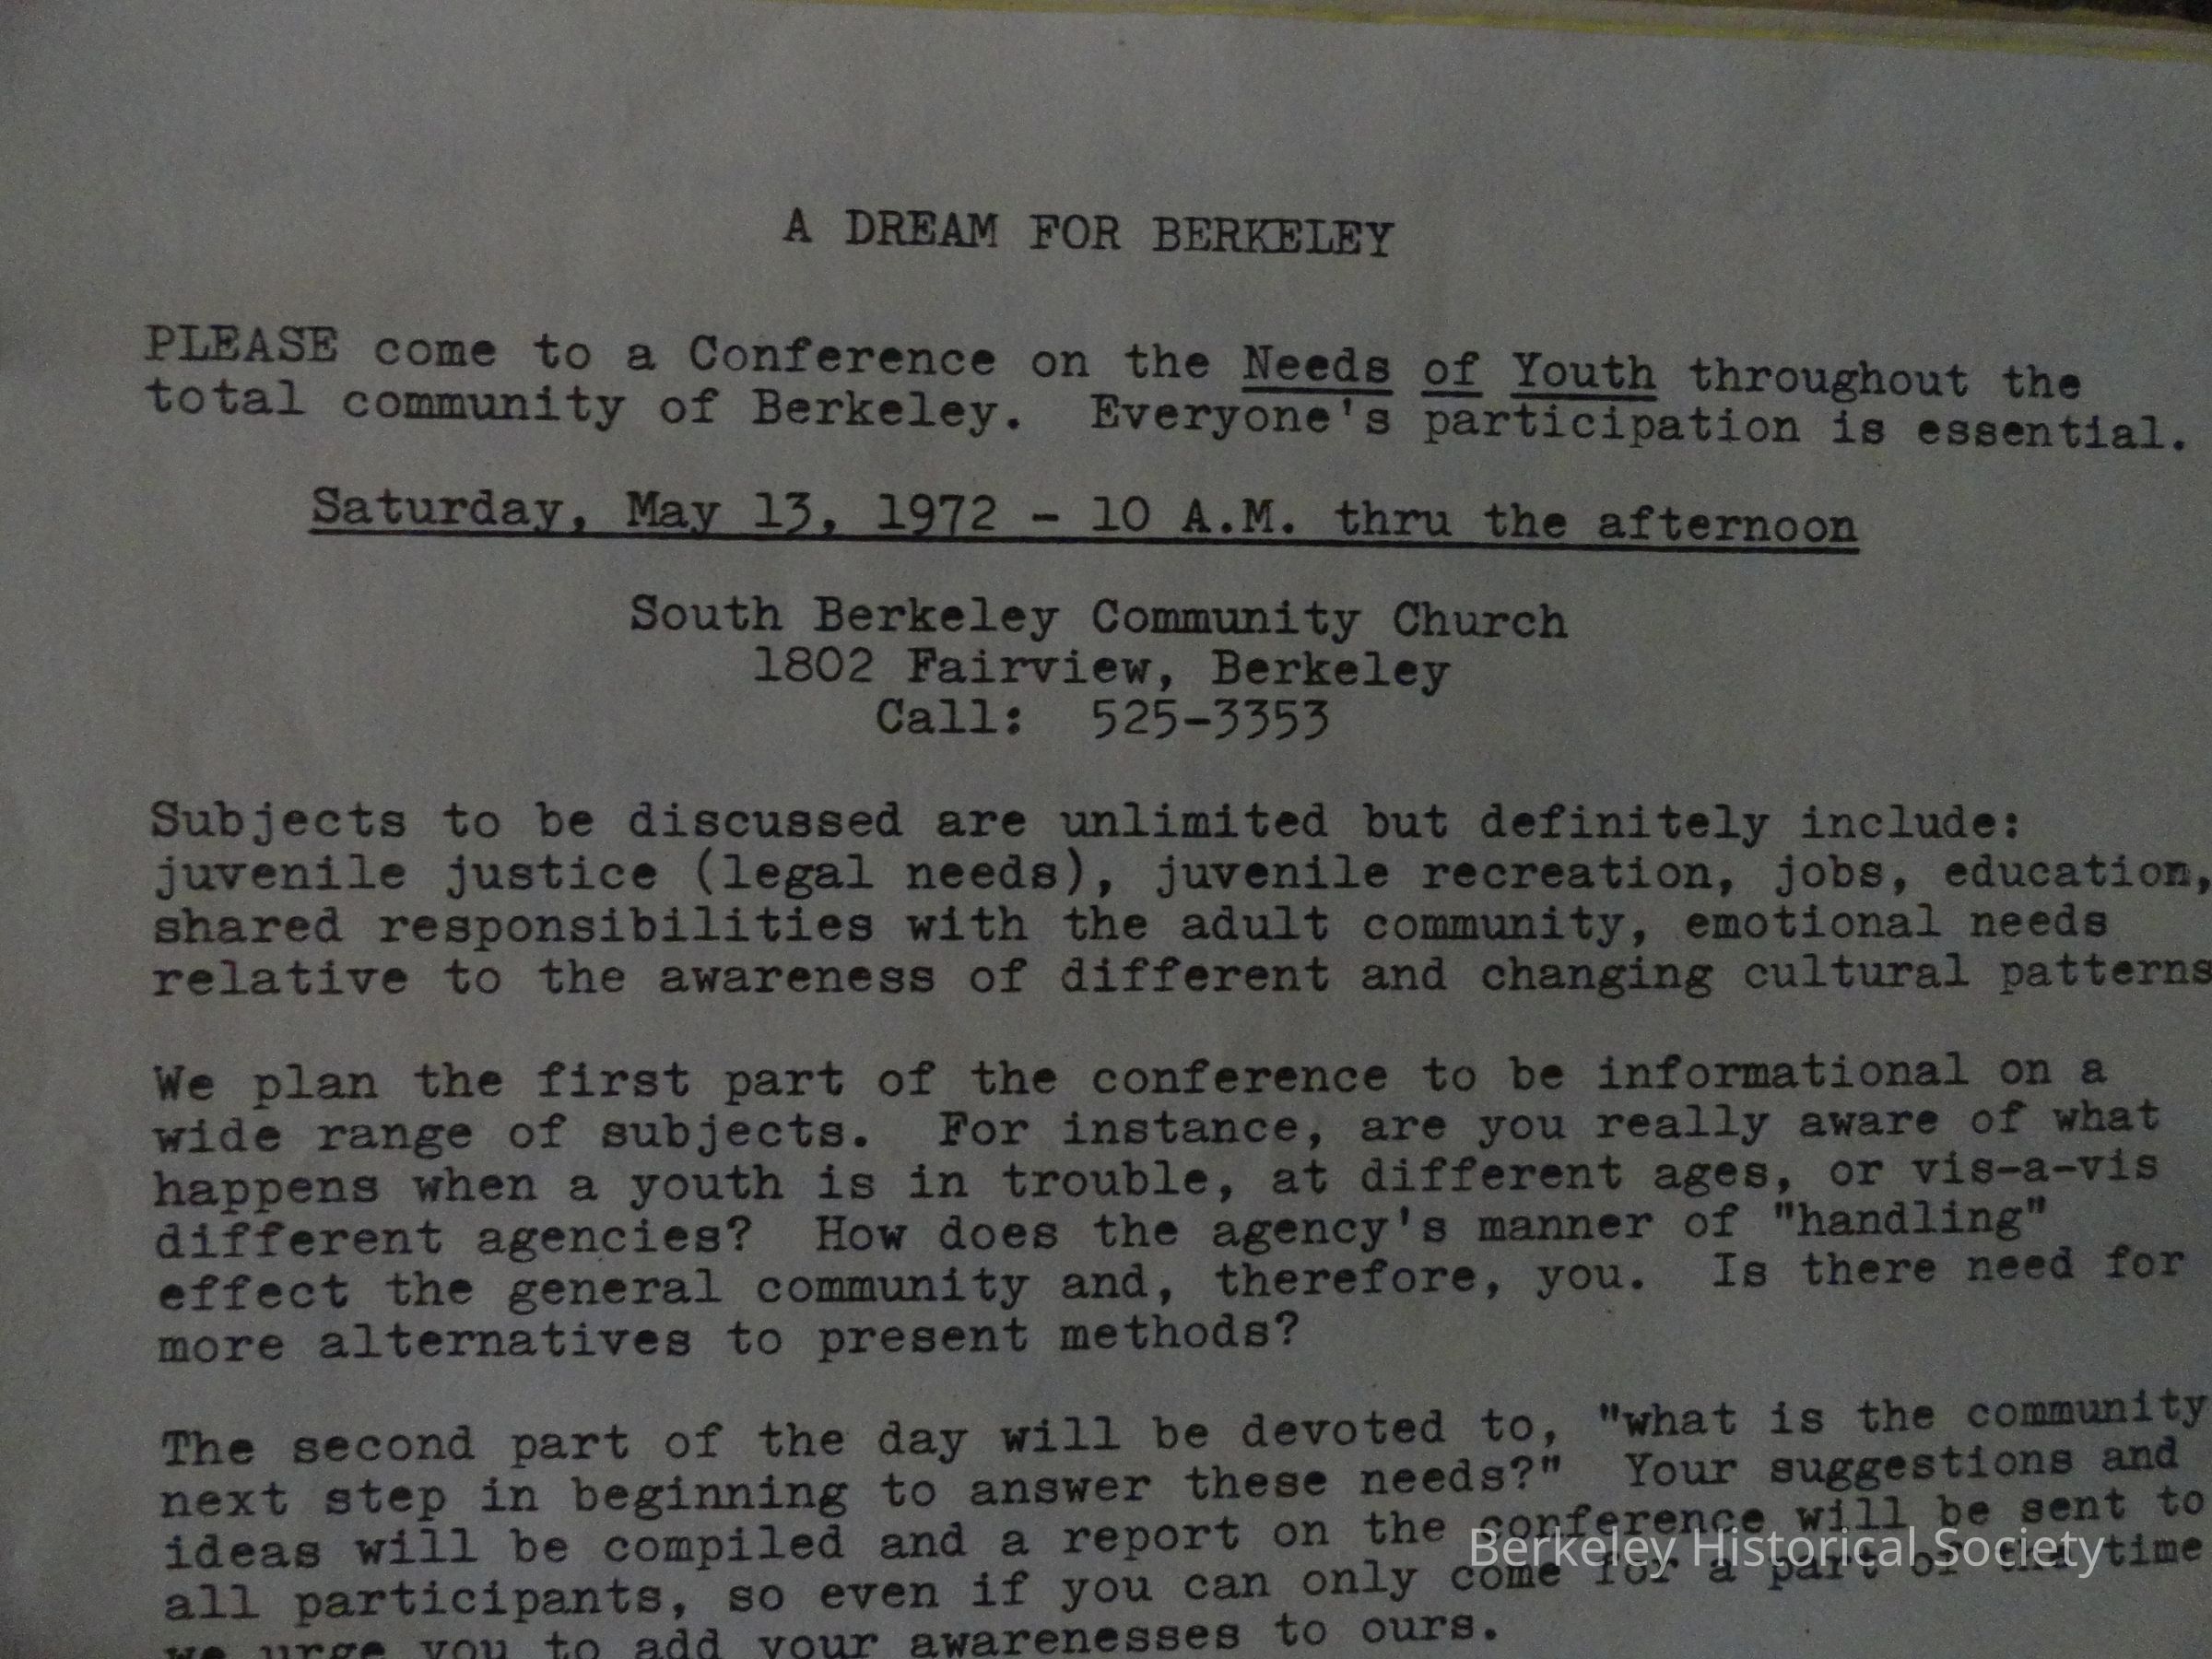 A DREAM FOR BERKELEY
PLEASE come to a Conference on the Needs of Youth throughout the
total community of Berkeley. Everyone's participation is essential.
Saturday, May 13, 1972 - 10 A.M. thru the afternoon
South Berkeley Community Church
1802 Fairview, Berkeley
Call: 525-3353
Subjects to be discussed are unlimited but definitely include:
juvenile justice (legal needs), juvenile recreation, jobs, education,
shared responsibilities with the adult community, emotional needs
relative to the awareness of different and changing cultural patterns
We plan the first part of the conference to be informational on a
wide range of subjects. For instance, are you really aware of what
happens when a youth is in trouble, at different ages, or vis-a-vis
different agencies? How does the agency's manner of "handling"
effect the general community and, therefore, you. Is there need for
more alternatives to present methods?
The second part of the day will be devoted to, "what is the community
next step in beginning to answer these needs?" Your suggestions and
ideas will be compiled and a report on the conference will be sent to
all participants, so even if you can only come for a part of the time
we urge you to add your awarenesses to ours.
Berkeley Historical Society